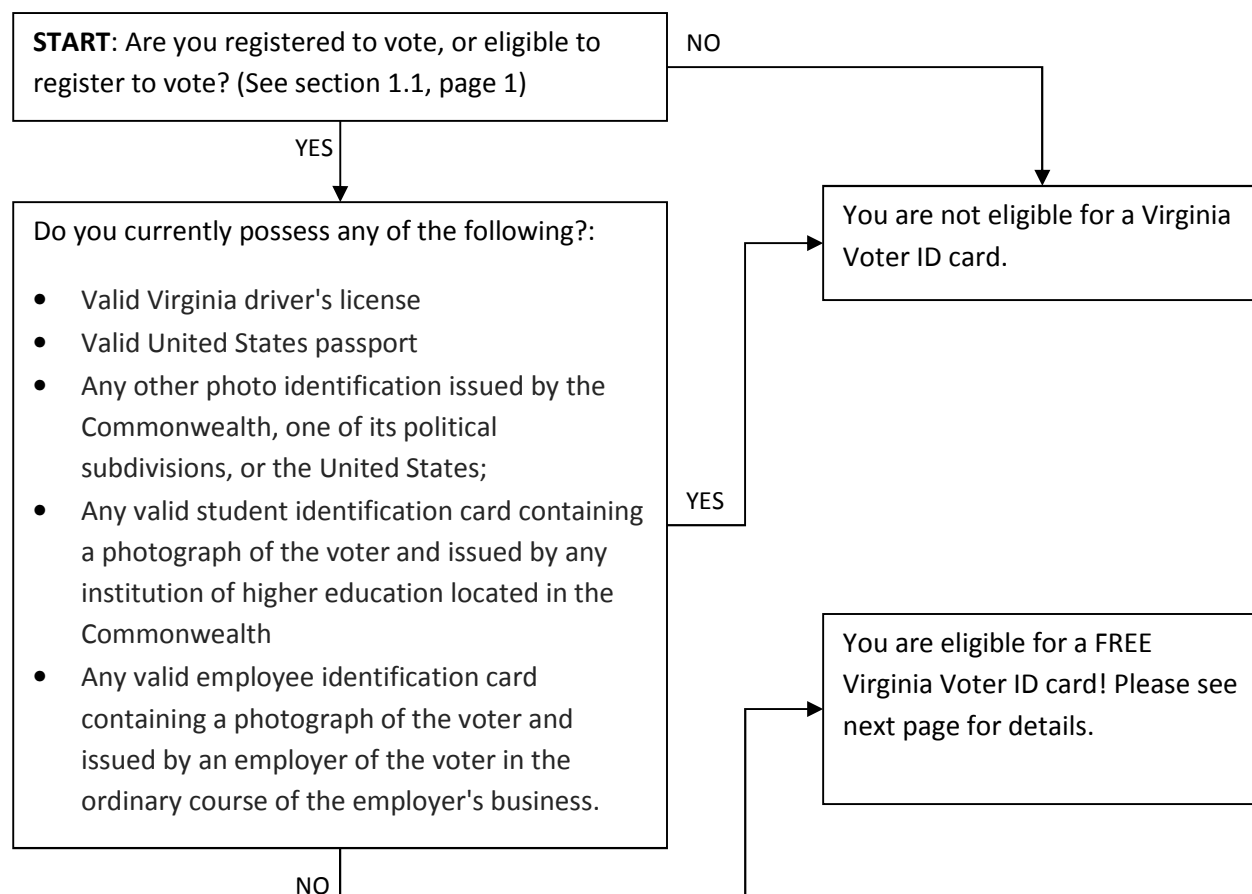 START: Are you registered to vote, or eligible to
register to vote? (See section 1.1, page 1)
NO
YES
You are not eligible for a Virginia
Voter ID card.
Do you currently possess any of the following?:
• Valid Virginia driver's license
• Valid United States passport
• Any other photo identification issued by the
Commonwealth, one of its political
subdivisions, or the United States;
• Any valid student identification card containing
a photograph of the voter and issued by any
institution of higher education located in the
Commonwealth
• Any valid employee identification card
containing a photograph of the voter and
issued by an employer of the voter in the
ordinary course of the employer's business.
YES
You are eligible for a FREE
Virginia Voter ID card! Please see
next page for details.
NO